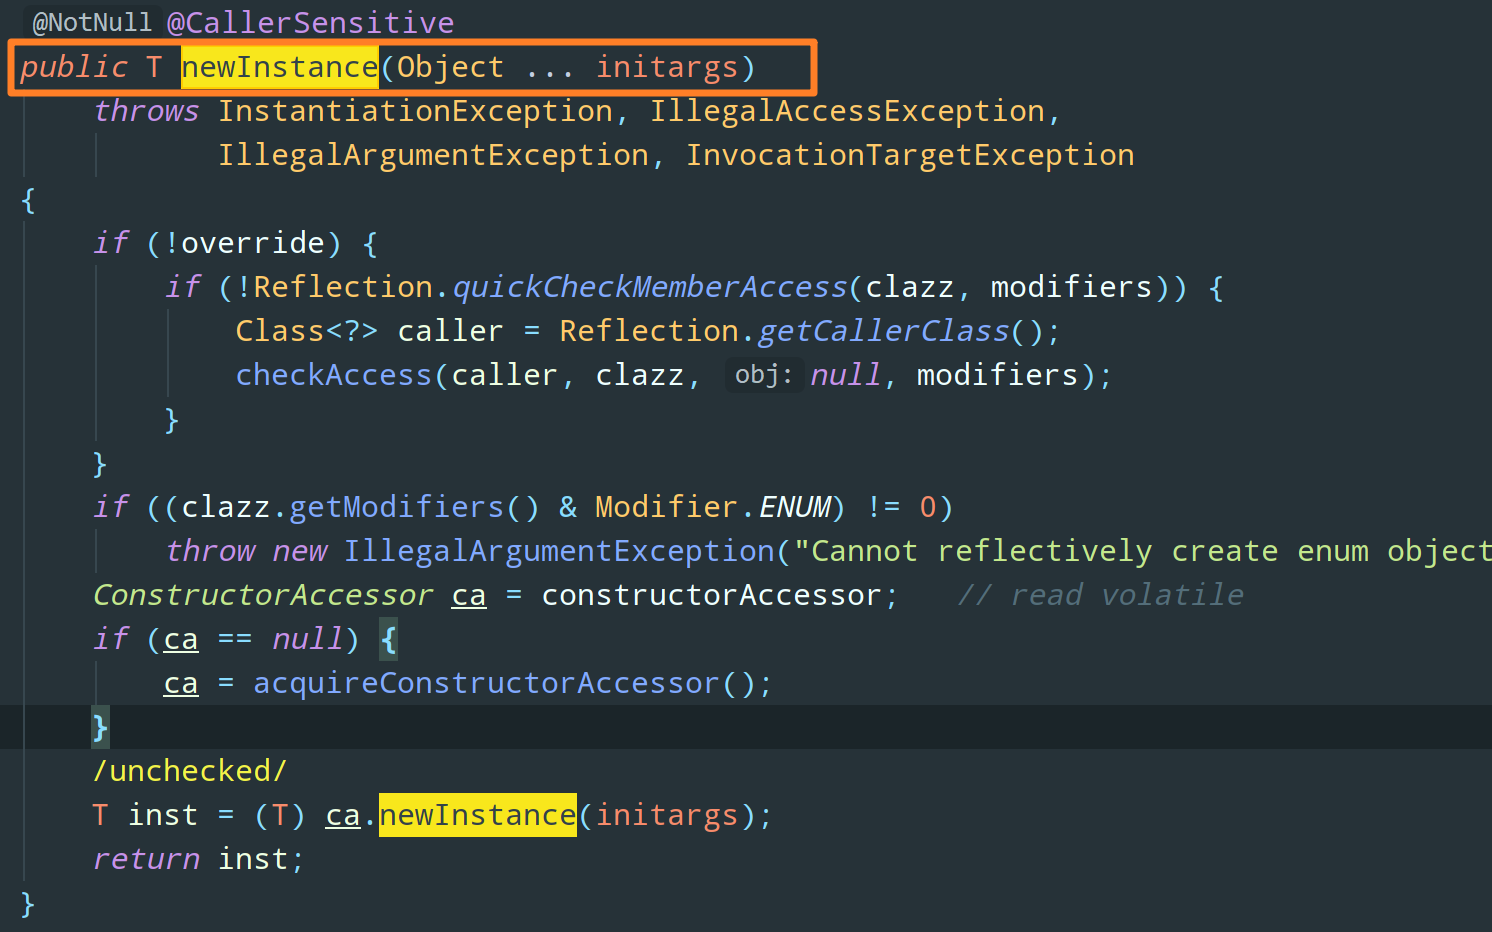 @NotNull @CallerSensitive
public T newInstance(Object ... initargs)
    throws InstantiationException, IllegalAccessException,
           IllegalArgumentException, InvocationTargetException
{
    if (!override) {
        if (!Reflection.quickCheckMemberAccess(clazz, modifiers)) {
            Class<?> caller = Reflection.getCallerClass();
            checkAccess(caller, clazz, obj: null, modifiers);
        }
    }
    if ((clazz.getModifiers() & Modifier.ENUM) != 0)
        throw new IllegalArgumentException("Cannot reflectively create enum object
    ConstructorAccessor ca = constructorAccessor;   // read volatile
    if (ca == null) {
        ca = acquireConstructorAccessor();
    }
    /unchecked/
    T inst = (T) ca.newInstance(initargs);
    return inst;
}